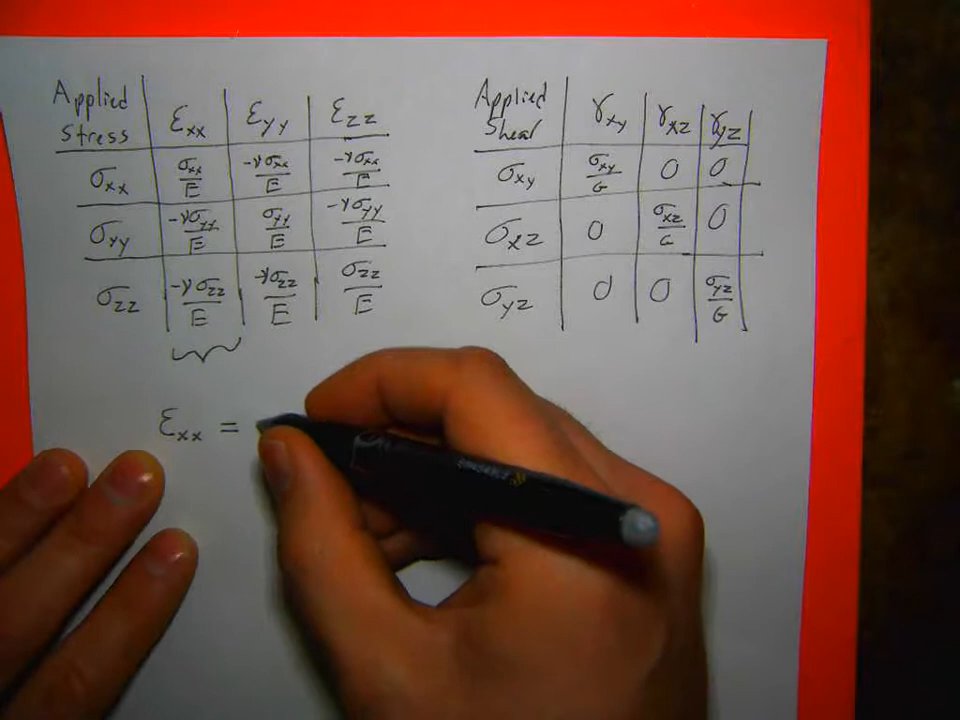 Applied Stress | εxx | εyy | εzz
σxx | σxx/E | -νσxx/E | -νσxx/E
σyy | -νσyy/E | σyy/E | -νσyy/E
σzz | -νσzz/E | -νσzz/E | σzz/E
Applied Shear | γxy | γxz | γyz
σxy | σxy/G | 0 | 0
σxz | 0 | σxz/G | 0
σyz | 0 | 0 | σyz/G
εxx =